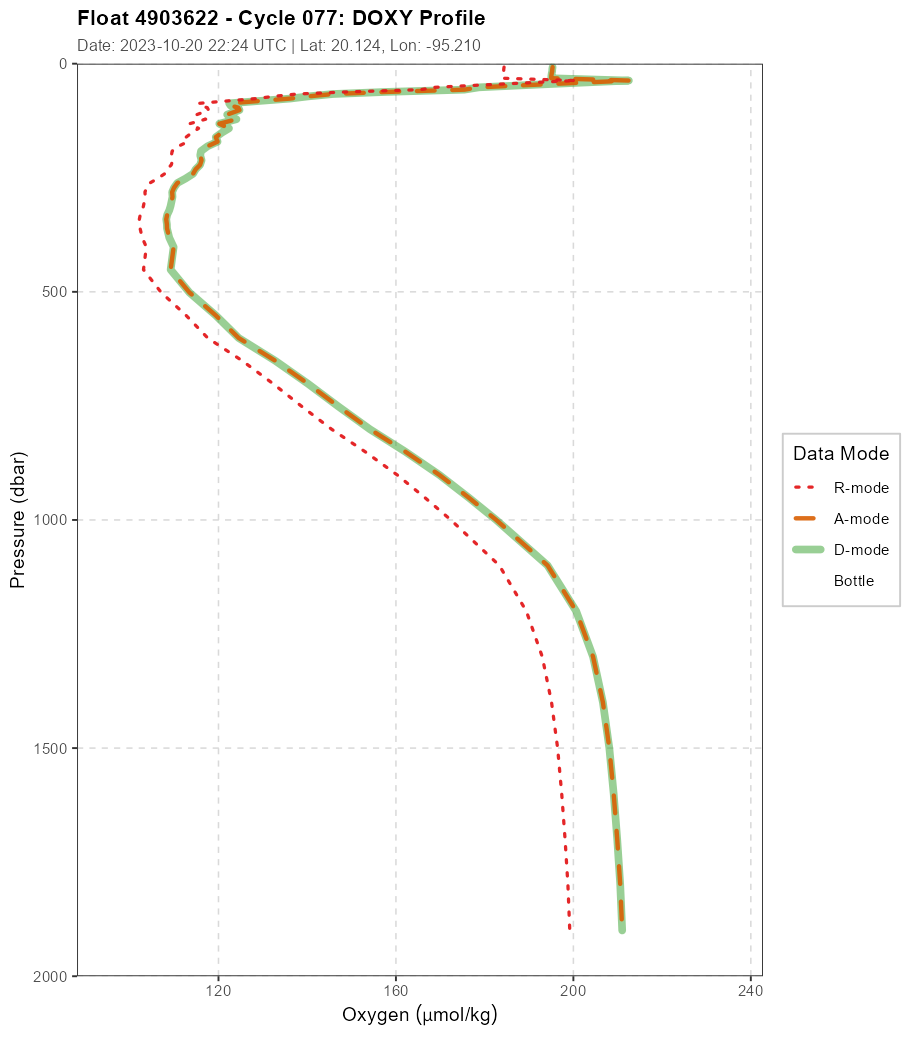 Float 4903622 - Cycle 077: DOXY Profile
Date: 2023-10-20 22:24 UTC | Lat: 20.124, Lon: -95.210
0
500
1000
1500
2000
Pressure (dbar)
120
160
200
240
Oxygen (μmol/kg)
Data Mode
R-mode
A-mode
D-mode
Bottle